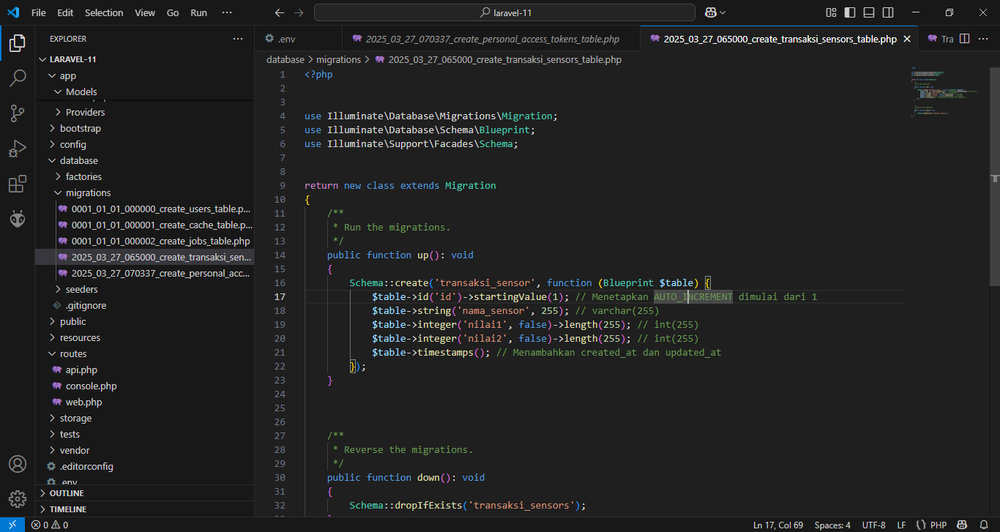 File Edit Selection View Go Run ··· laravel-11
EXPLORER ···
LARAVEL-11
app
Models
Providers
bootstrap
config
database
factories
migrations
0001_01_01_000000_create_users_table.p...
0001_01_01_000001_create_cache_table.p...
0001_01_01_000002_create_jobs_table.php
2025_03_27_065000_create_transaksi_sen...
2025_03_27_070337_create_personal_acc...
seeders
.gitignore
public
resources
routes
api.php
console.php
web.php
storage
tests
vendor
.editorconfig
.env
OUTLINE
TIMELINE
.env 2025_03_27_070337_create_personal_access_tokens_table.php 2025_03_27_065000_create_transaksi_sensors_table.php Tra ···
database > migrations > 2025_03_27_065000_create_transaksi_sensors_table.php
1 <?php
2
3
4 use Illuminate\Database\Migrations\Migration;
5 use Illuminate\Database\Schema\Blueprint;
6 use Illuminate\Support\Facades\Schema;
7
8
9 return new class extends Migration
10 {
11 /**
12 * Run the migrations.
13 */
14 public function up(): void
15 {
16 Schema::create('transaksi_sensor', function (Blueprint $table) {
17 $table->id('id')->startingValue(1); // Menetapkan AUTO_INCREMENT dimulai dari 1
18 $table->string('nama_sensor', 255); // varchar(255)
19 $table->integer('nilai1', false)->length(255); // int(255)
20 $table->integer('nilai2', false)->length(255); // int(255)
21 $table->timestamps(); // Menambahkan created_at dan updated_at
22 });
23 }
24
25
26
27 /**
28 * Reverse the migrations.
29 */
30 public function down(): void
31 {
32 Schema::dropIfExists('transaksi_sensors');
0 0 Ln 17, Col 69 Spaces: 4 UTF-8 LF {} PHP